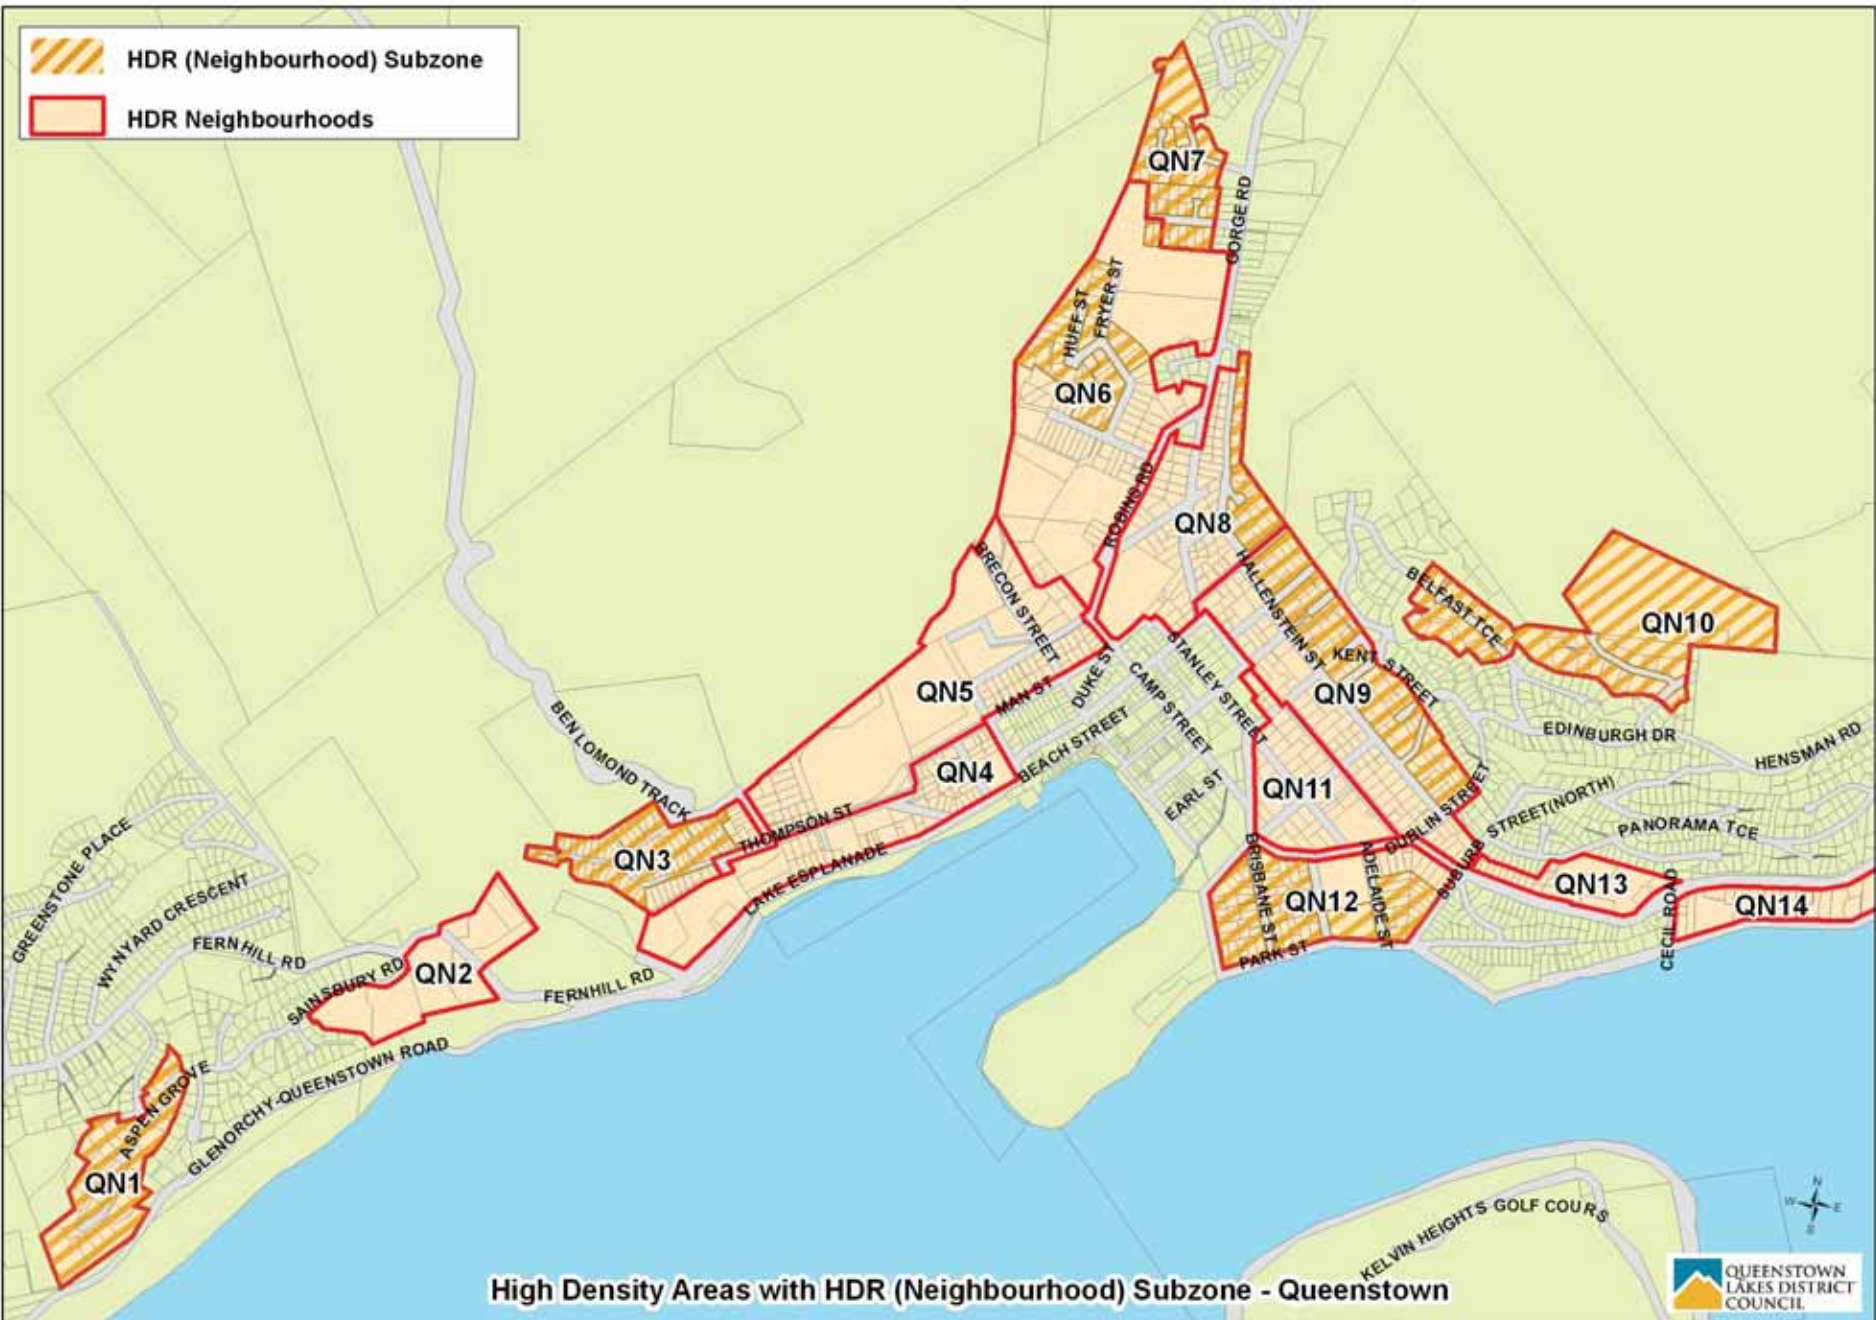 HDR (Neighbourhood) Subzone
HDR Neighbourhoods
QN7
GORGE RD
HUFF ST
FRYER ST
QN6
ROBINS RD
QN8
BRECON STREET
HALLENSTEIN ST
BELFAST TCE
QN10
KENT STREET
QN9
STANLEY STREET
CAMP STREET
DUKE ST
MAN ST
QN5
BEACH STREET
QN4
EARL ST
QN11
EDINBURGH DR
HENSMAN RD
BEN LOMOND TRACK
THOMPSON ST
QN3
LAKE ESPLANADE
DUBLIN STREET
SUBURB STREET(NORTH)
PANORAMA TCE
BRISBANE ST
ADELAIDE ST
QN12
PARK ST
QN13
CECIL ROAD
QN14
GREENSTONE PLACE
WYNYARD CRESCENT
FERNHILL RD
SAINSBURY RD
QN2
FERNHILL RD
GLENORCHY-QUEENSTOWN ROAD
ASPEN GROVE
QN1
KELVIN HEIGHTS GOLF COURS
N
W E
S
High Density Areas with HDR (Neighbourhood) Subzone - Queenstown
QUEENSTOWN
LAKES DISTRICT
COUNCIL